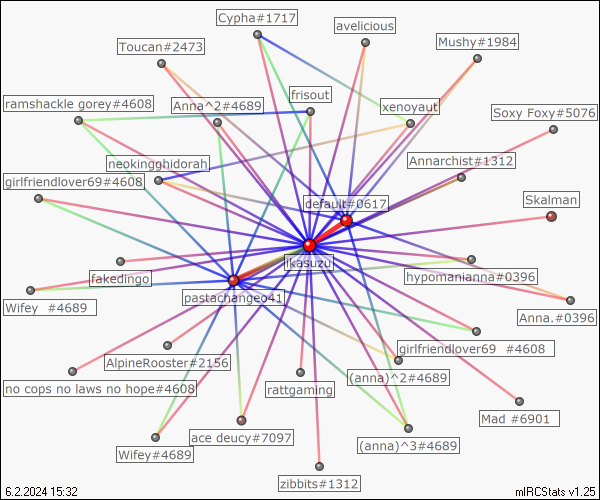 Cypha#1717
avelicious
Toucan#2473
Mushy#1984
frisout
ramshackle gorey#4608
Anna^2#4689
xenoyaut
Soxy Foxy#5076
neokingghidorah
Annarchist#1312
girlfriendlover69#4608
default#0617
Skalman
ikasuzu
fakedingo
hypomanianna#0396
pastachangeo41
Wifey  #4689
Anna.#0396
girlfriendlover69  #4608
AlpineRooster#2156
(anna)^2#4689
no cops no laws no hope#4608
rattgaming
Mad #6901
ace deucy#7097
(anna)^3#4689
Wifey#4689
zibbits#1312
6.2.2024 15:32
mIRCStats v1.25